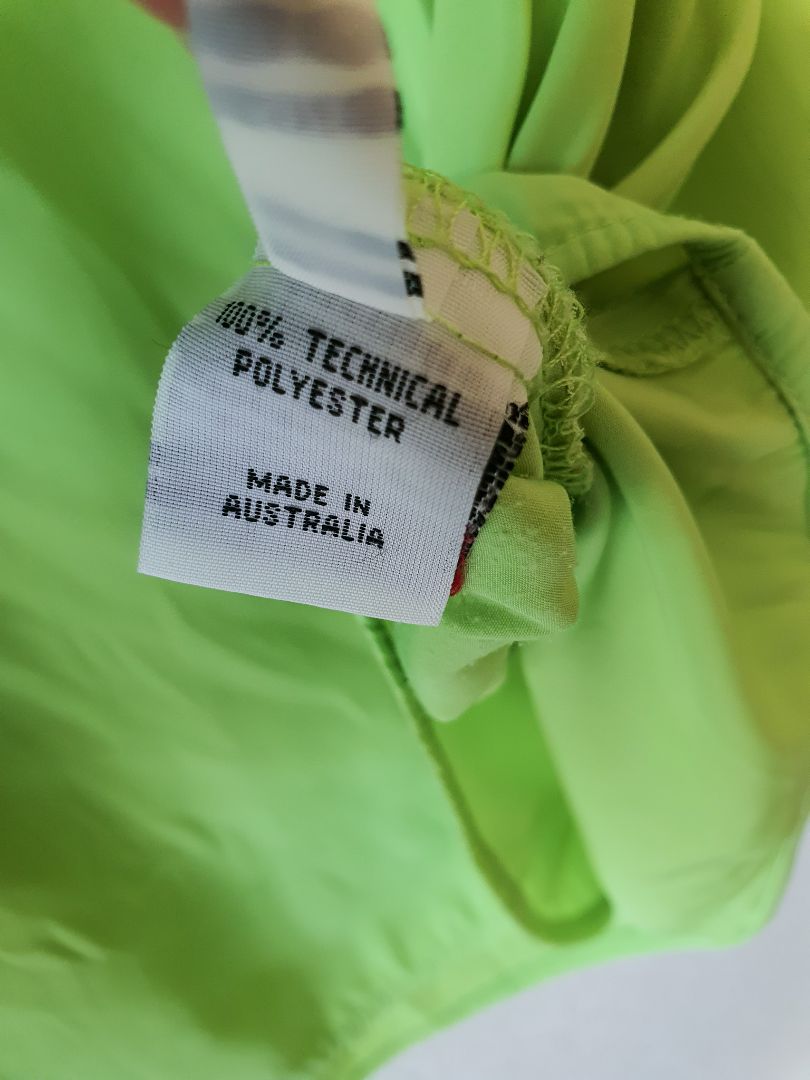 100% TECHNICAL
POLYESTER
MADE IN
AUSTRALIA